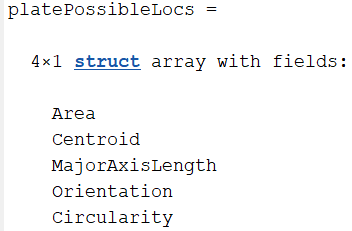 platePossibleLocs =
4×1 struct array with fields:
Area
Centroid
MajorAxisLength
Orientation
Circularity